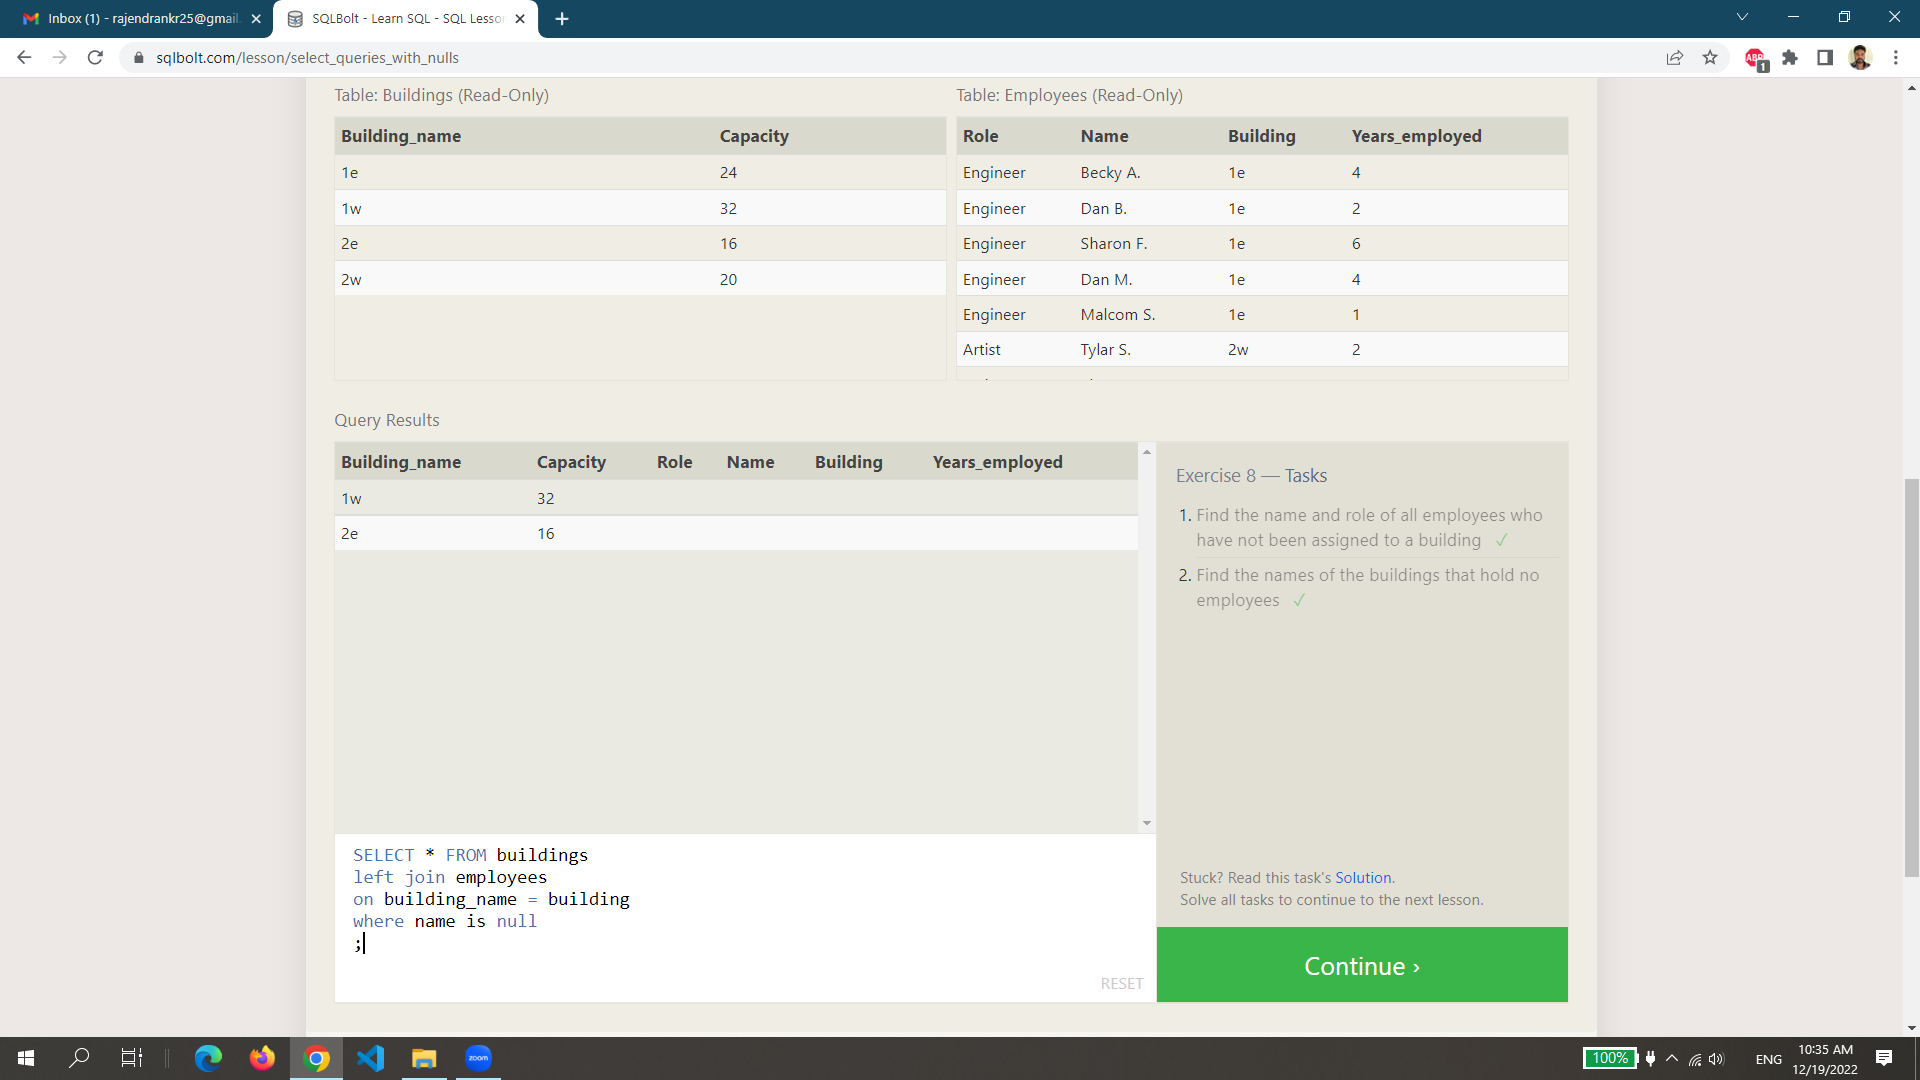 Inbox (1) - rajendrankr25@gmail.
SQLBolt - Learn SQL - SQL Lesson
sqlbolt.com/lesson/select_queries_with_nulls
ABP
1
Table: Buildings (Read-Only)
Building_name Capacity
1e 24
1w 32
2e 16
2w 20
Table: Employees (Read-Only)
Role Name Building Years_employed
Engineer Becky A. 1e 4
Engineer Dan B. 1e 2
Engineer Sharon F. 1e 6
Engineer Dan M. 1e 4
Engineer Malcom S. 1e 1
Artist Tylar S. 2w 2
Query Results
Building_name Capacity Role Name Building Years_employed
1w 32
2e 16
Exercise 8 — Tasks
1. Find the name and role of all employees who
have not been assigned to a building ✓
2. Find the names of the buildings that hold no
employees ✓
SELECT * FROM buildings
left join employees
on building_name = building
where name is null
;
RESET
Stuck? Read this task's Solution.
Solve all tasks to continue to the next lesson.
Continue ›
zoom
100%
ENG
10:35 AM
12/19/2022